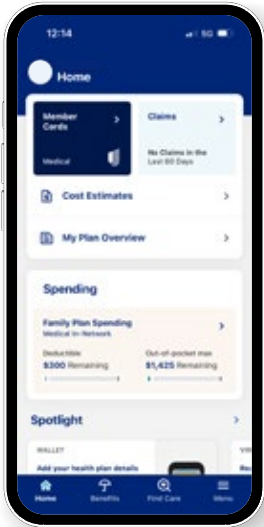 12:14
5G
Home
Member Cards
Medical
Claims
No Claims in the
Last 60 Days
Cost Estimates
My Plan Overview
Spending
Family Plan Spending
Medical In-Network
Deductible
$300 Remaining
Out-of-pocket max
$1,425 Remaining
Spotlight
WALLET
Add your health plan details
Home Benefits Find Care Menu